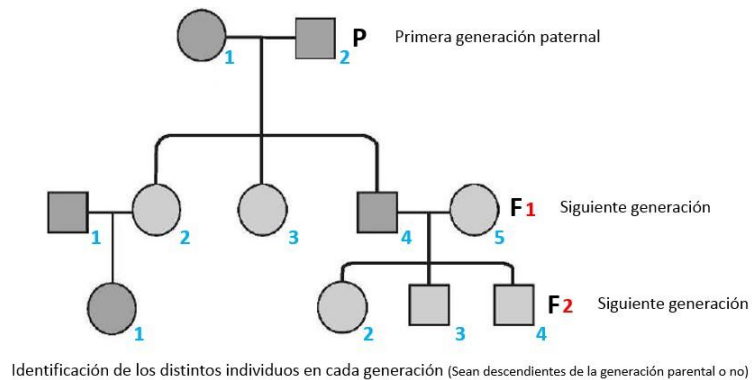 P Primera generación paternal
1 2
F1 Siguiente generación
1 2 3 4 5
F2 Siguiente generación
1 2 3 4
Identificación de los distintos individuos en cada generación (Sean descendientes de la generación parental o no)